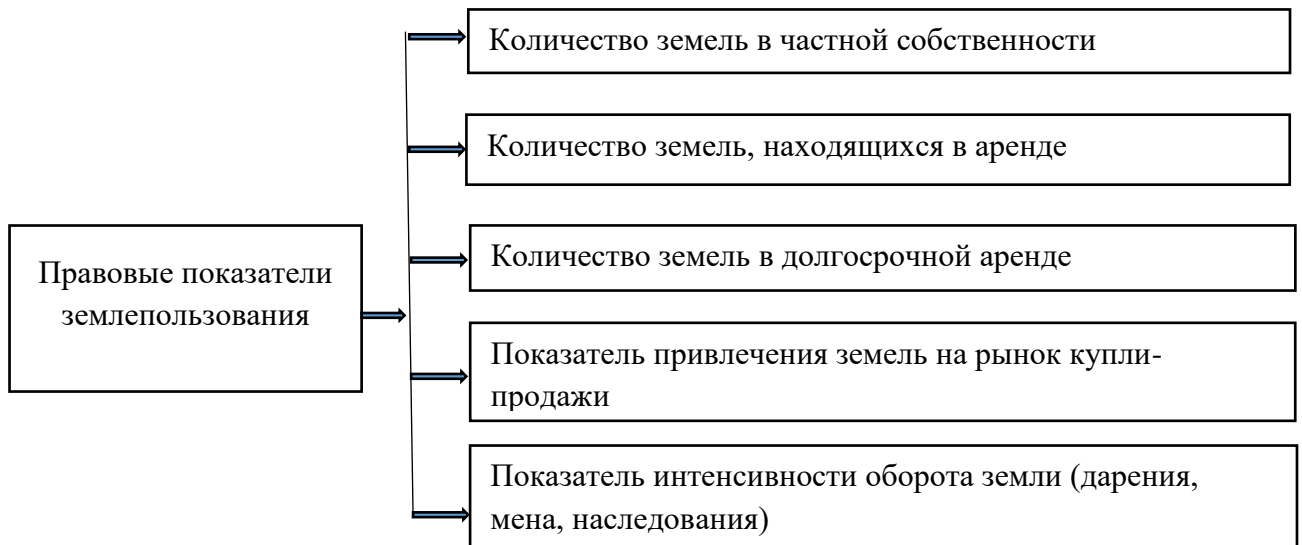 Количество земель в частной собственности
Количество земель, находящихся в аренде
Количество земель в долгосрочной аренде
Правовые показатели
землепользования
Показатель привлечения земель на рынок купли-
продажи
Показатель интенсивности оборота земли (дарения,
мена, наследования)